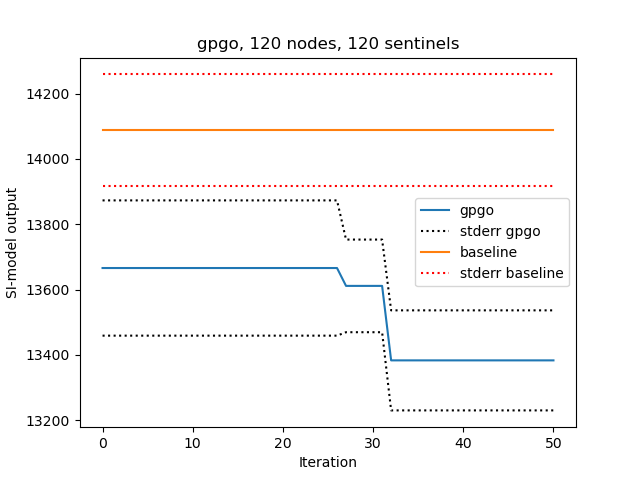 gpgo, 120 nodes, 120 sentinels
SI-model output
14200
14000
13800
13600
13400
13200
gpgo
stderr gpgo
baseline
stderr baseline
0 10 20 30 40 50
Iteration